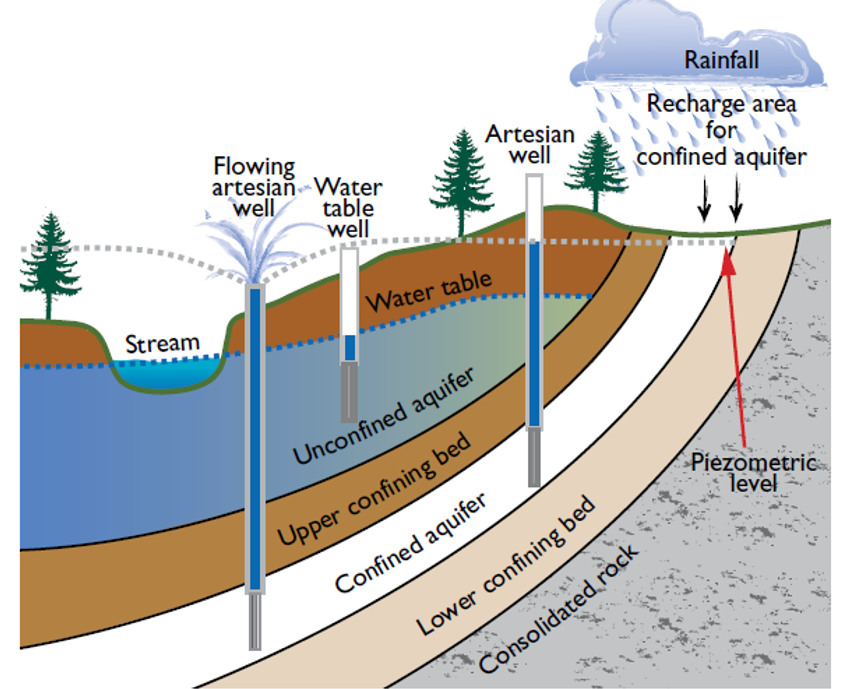 Rainfall
Recharge area
for
confined aquifer
Artesian
well
Flowing
artesian
well
Water
table
well
Water table
Stream
Unconfined aquifer
Upper confining bed
Confined aquifer
Lower confining bed
Consolidated rock
Piezometric
level